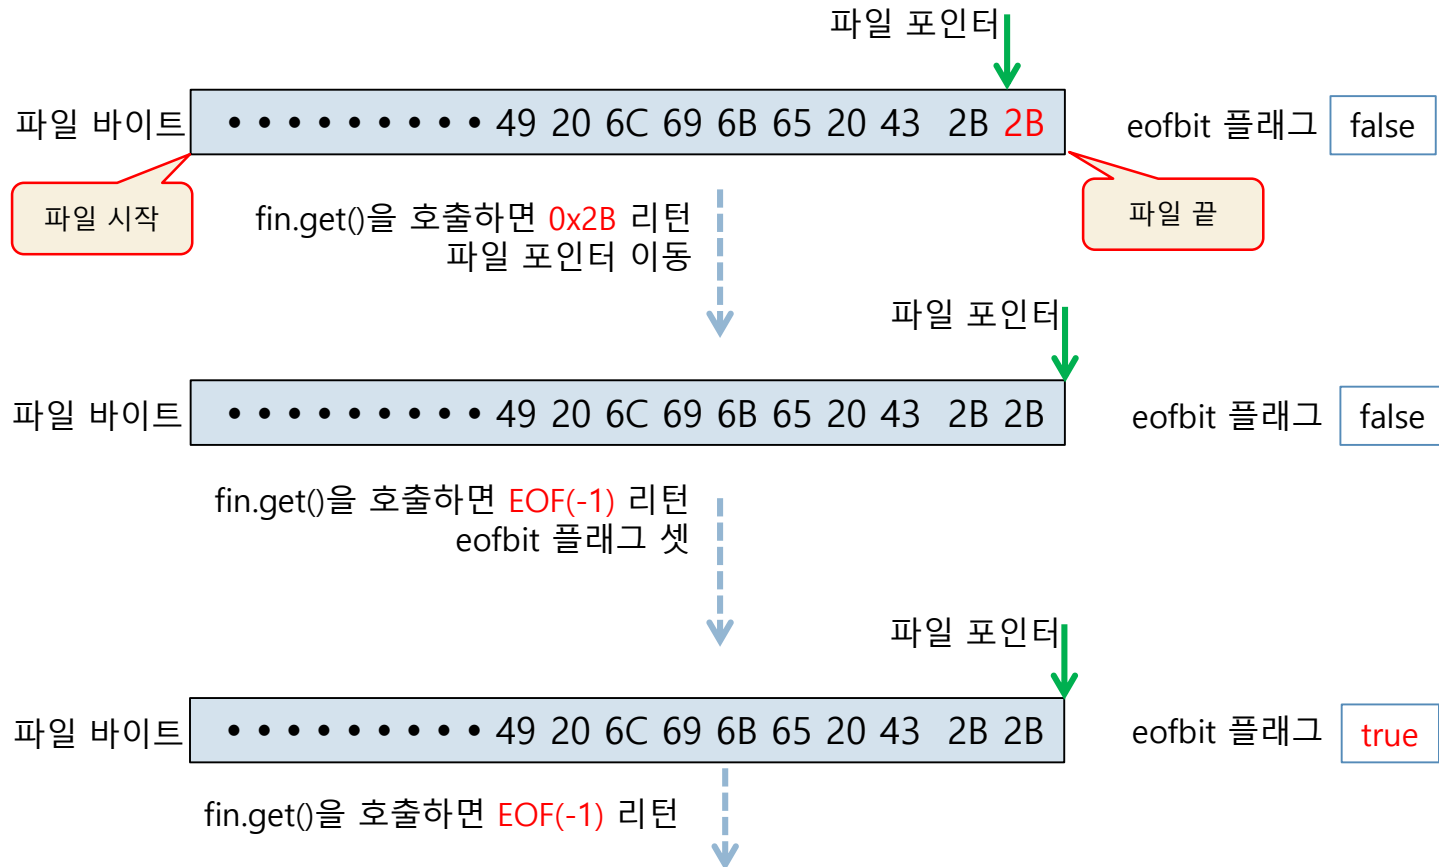 파일 포인터
파일 바이트 ••••••••• 49 20 6C 69 6B 65 20 43 2B 2B eofbit 플래그 false
파일 시작
파일 끝
fin.get()을 호출하면 0x2B 리턴
파일 포인터 이동
파일 포인터
파일 바이트 ••••••••• 49 20 6C 69 6B 65 20 43 2B 2B eofbit 플래그 false
fin.get()을 호출하면 EOF(-1) 리턴
eofbit 플래그 셋
파일 포인터
파일 바이트 ••••••••• 49 20 6C 69 6B 65 20 43 2B 2B eofbit 플래그 true
fin.get()을 호출하면 EOF(-1) 리턴